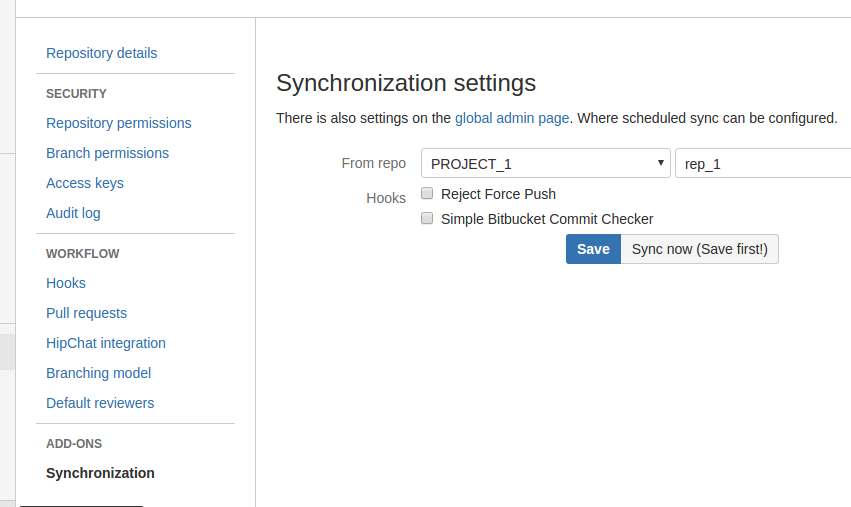 Repository details
SECURITY
Repository permissions
Branch permissions
Access keys
Audit log
WORKFLOW
Hooks
Pull requests
HipChat integration
Branching model
Default reviewers
ADD-ONS
Synchronization
Synchronization settings
There is also settings on the global admin page. Where scheduled sync can be configured.
From repo PROJECT_1 rep_1
Hooks Reject Force Push
Simple Bitbucket Commit Checker
Save Sync now (Save first!)